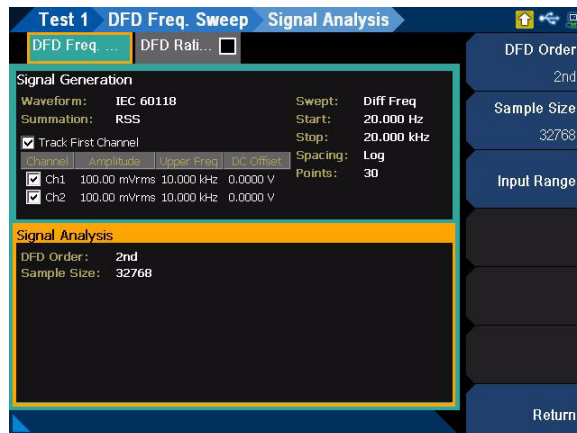 Test 1 DFD Freq. Sweep Signal Analysis
DFD Freq. ... DFD Rati...
DFD Order
2nd
Sample Size
32768
Input Range
Return
Signal Generation
Waveform: IEC 60118
Summation: RSS
Track First Channel
Channel Amplitude Upper Freq DC Offset
Ch1 100.00 mVrms 10.000 kHz 0.0000 V
Ch2 100.00 mVrms 10.000 kHz 0.0000 V
Swept: Diff Freq
Start: 20.000 Hz
Stop: 20.000 kHz
Spacing: Log
Points: 30
Signal Analysis
DFD Order: 2nd
Sample Size: 32768